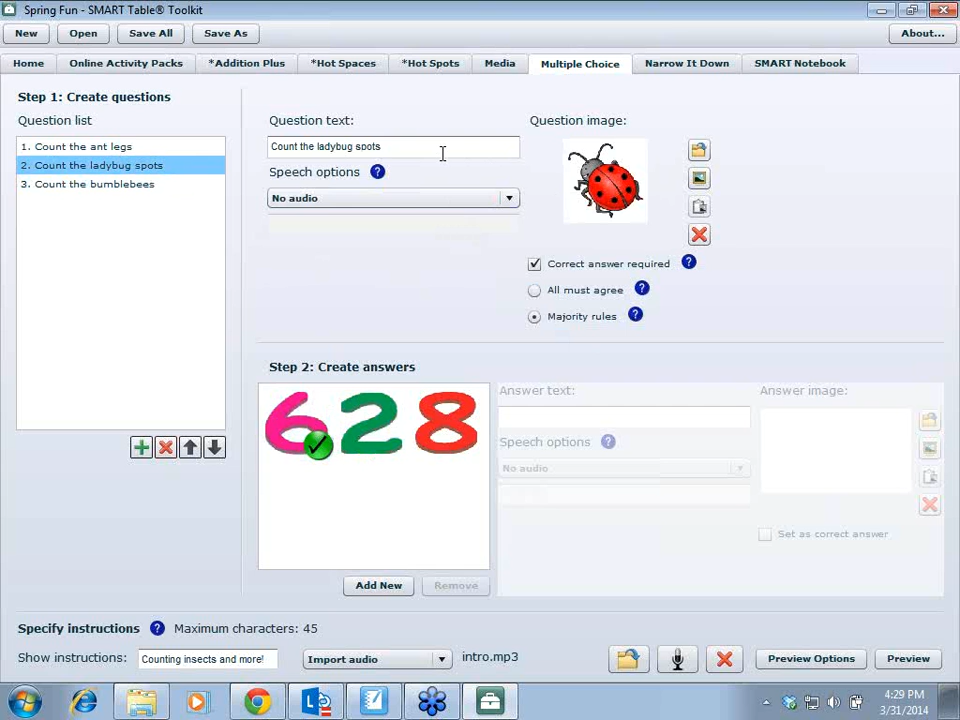 Spring Fun - SMART Table® Toolkit
New Open Save All Save As About...
Home Online Activity Packs *Addition Plus *Hot Spaces *Hot Spots Media Multiple Choice Narrow It Down SMART Notebook
Step 1: Create questions
Question list
1. Count the ant legs
2. Count the ladybug spots
3. Count the bumblebees
Question text:
Count the ladybug spots
Speech options ?
No audio
Question image:
Correct answer required ?
All must agree ?
Majority rules ?
Step 2: Create answers
6 2 8
Add New Remove
Answer text:
Speech options ?
No audio
Answer image:
Set as correct answer
Specify instructions ? Maximum characters: 45
Show instructions: Counting insects and more! Import audio intro.mp3 Preview Options Preview
4:29 PM
3/31/2014